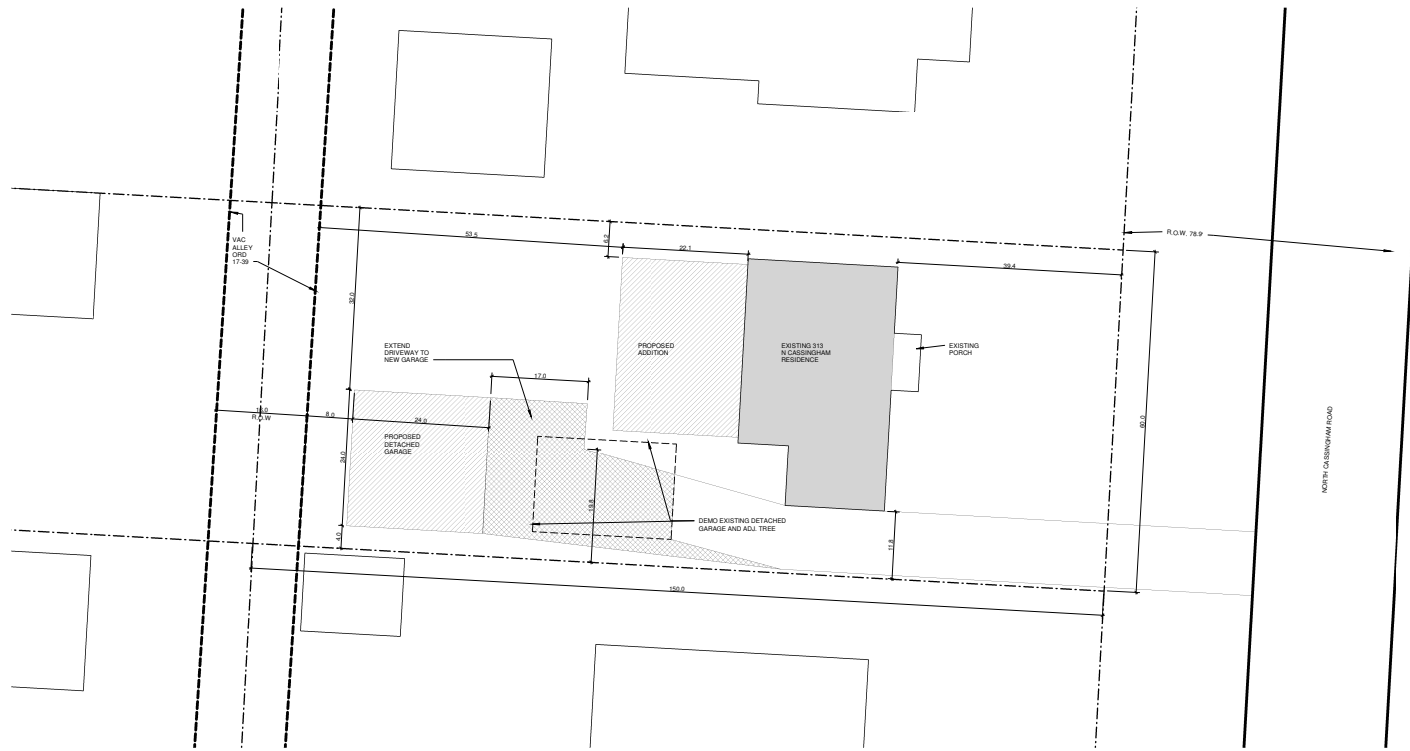 R.O.W. 78.9'
VAC
ALLEY
ORD
17-39
53.5
6.2
22.1
39.4
32.0
EXTEND
DRIVEWAY TO
NEW GARAGE
PROPOSED
ADDITION
EXISTING 313
N CASSINGHAM
RESIDENCE
EXISTING
PORCH
17.0
16.0
R.O.W
8.0
24.0
60.0
PROPOSED
DETACHED
GARAGE
24.0
NORTH CASSINGHAM ROAD
19.8
DEMO EXISTING DETACHED
GARAGE AND ADJ. TREE
4.0
11.8
150.0